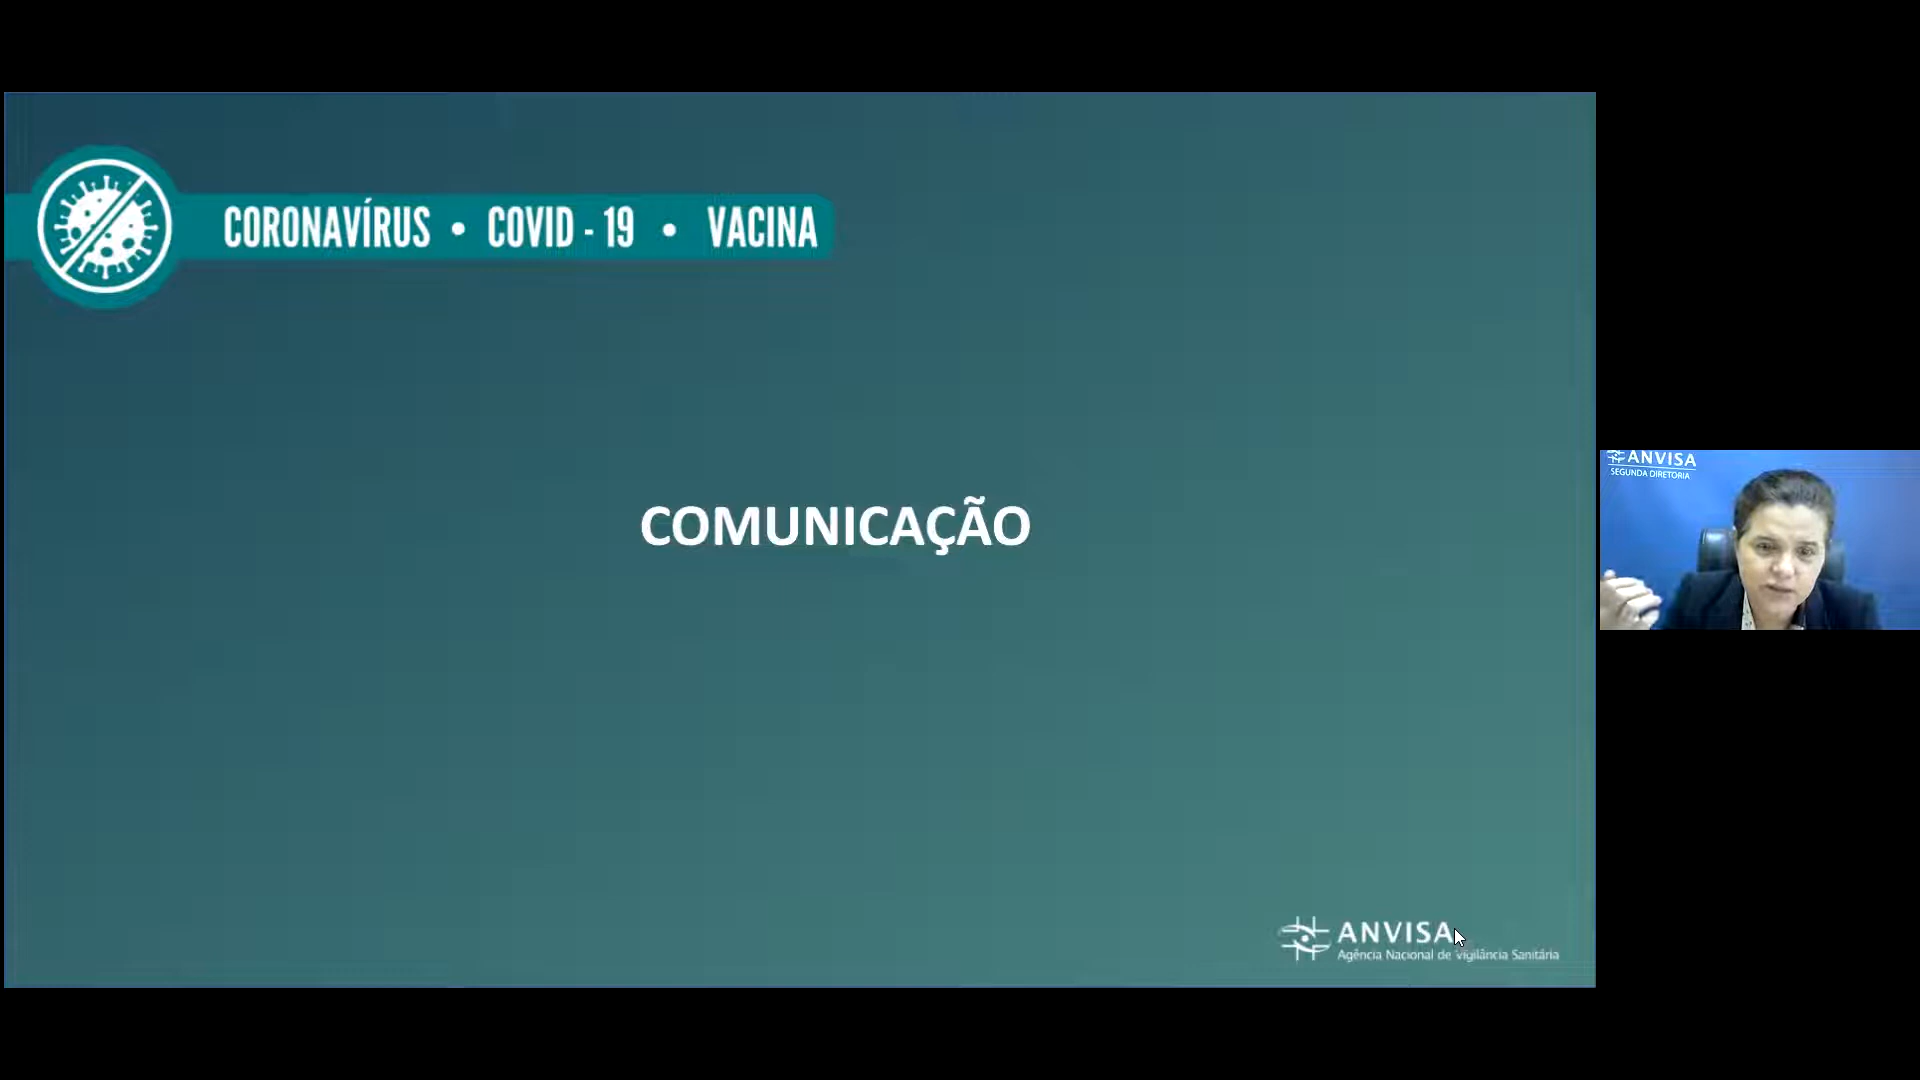 CORONAVÍRUS • COVID - 19 • VACINA
COMUNICAÇÃO
ANVISA
Agência Nacional de Vigilância Sanitária
ANVISA
SEGUNDA DIRETORIA